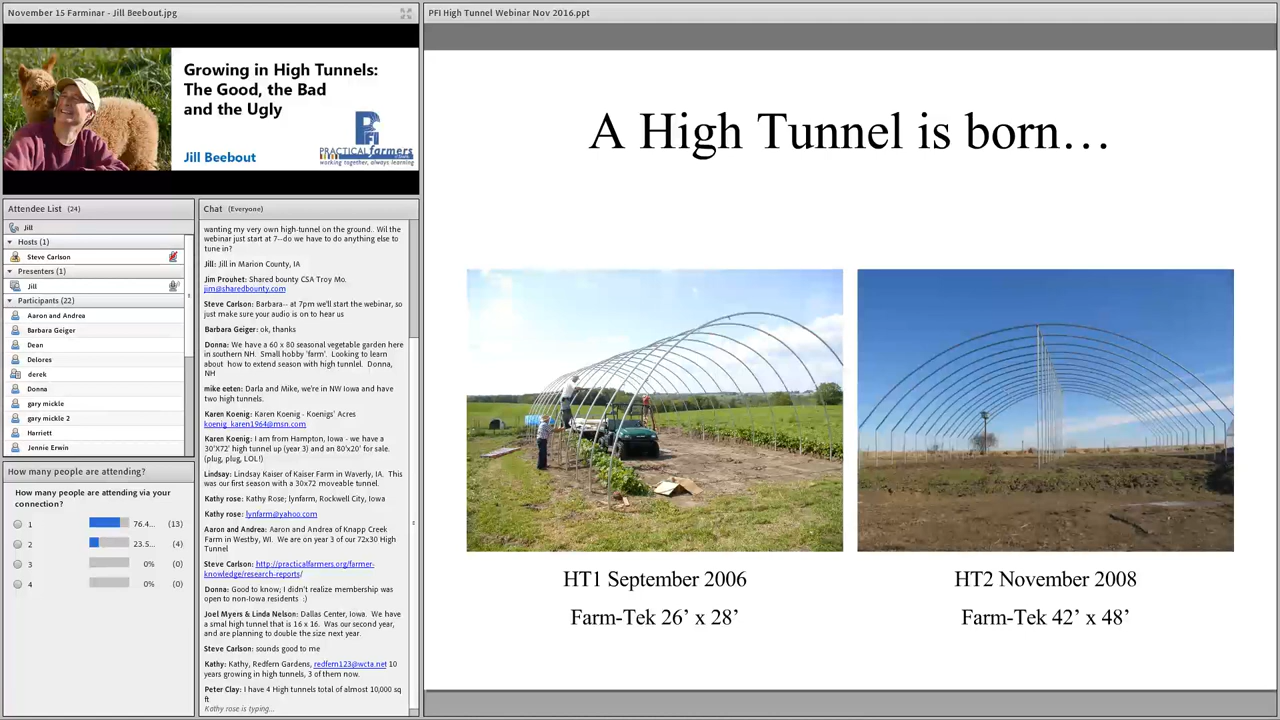 November 15 Farminar - Jill Beebout.jpg
Growing in High Tunnels:
The Good, the Bad
and the Ugly
Jill Beebout
PFI
PRACTICAL farmers
working together, always learning
Attendee List (24)
Jill
Hosts (1)
Steve Carlson
Presenters (1)
Jill
Participants (22)
Aaron and Andrea
Barbara Geiger
Dean
Delores
derek
Donna
gary mickle
gary mickle 2
Harriett
Jennie Erwin
How many people are attending?
How many people are attending via your
connection?
1 76.4... (13)
2 23.5... (4)
3 0% (0)
4 0% (0)
Chat (Everyone)
wanting my very own high-tunnel on the ground.. Wil the
webinar just start at 7--do we have to do anything else to
tune in?
Jill: Jill in Marion County, IA
Jim Prouhet: Shared bounty CSA Troy Mo.
jim@sharedbounty.com
Steve Carlson: Barbara-- at 7pm we'll start the webinar, so
just make sure your audio is on to hear us
Barbara Geiger: ok, thanks
Donna: We have a 60 x 80 seasonal vegetable garden here
in southern NH. Small hobby 'farm'. Looking to learn
about how to extend season with high tunnel. Donna,
NH
mike eeten: Darla and Mike, we're in NW Iowa and have
two high tunnels.
Karen Koenig: Karen Koenig - Koenigs' Acres
koenig_karen1964@msn.com
Karen Koenig: I am from Hampton, Iowa - we have a
30'X72' high tunnel up (year 3) and an 80'x20' for sale.
(plug, plug, LOL!)
Lindsay: Lindsay Kaiser of Kaiser Farm in Waverly, IA. This
was our first season with a 30x72 moveable tunnel.
Kathy rose: Kathy Rose; lynfarm, Rockwell City, Iowa
Kathy rose: lynfarm@yahoo.com
Aaron and Andrea: Aaron and Andrea of Knapp Creek
Farm in Westby, WI. We are on year 3 of our 72x30 High
Tunnel
Steve Carlson: http://practicalfarmers.org/farmer-
knowledge/research-reports/
Donna: Good to know; I didn't realize membership was
open to non-Iowa residents :)
Joel Myers & Linda Nelson: Dallas Center, Iowa. We have
a smal high tunnel that is 16 x 16. Was our second year,
and are planning to double the size next year.
Steve Carlson: sounds good to me
Kathy: Kathy, Redfern Gardens, redfern123@wcta.net 10
years growing in high tunnels, 3 of them now.
Peter Clay: I have 4 High tunnels total of almost 10,000 sq
ft
Kathy rose is typing...
PFI High Tunnel Webinar Nov 2016.ppt
A High Tunnel is born…
HT1 September 2006
Farm-Tek 26’ x 28’
HT2 November 2008
Farm-Tek 42’ x 48’